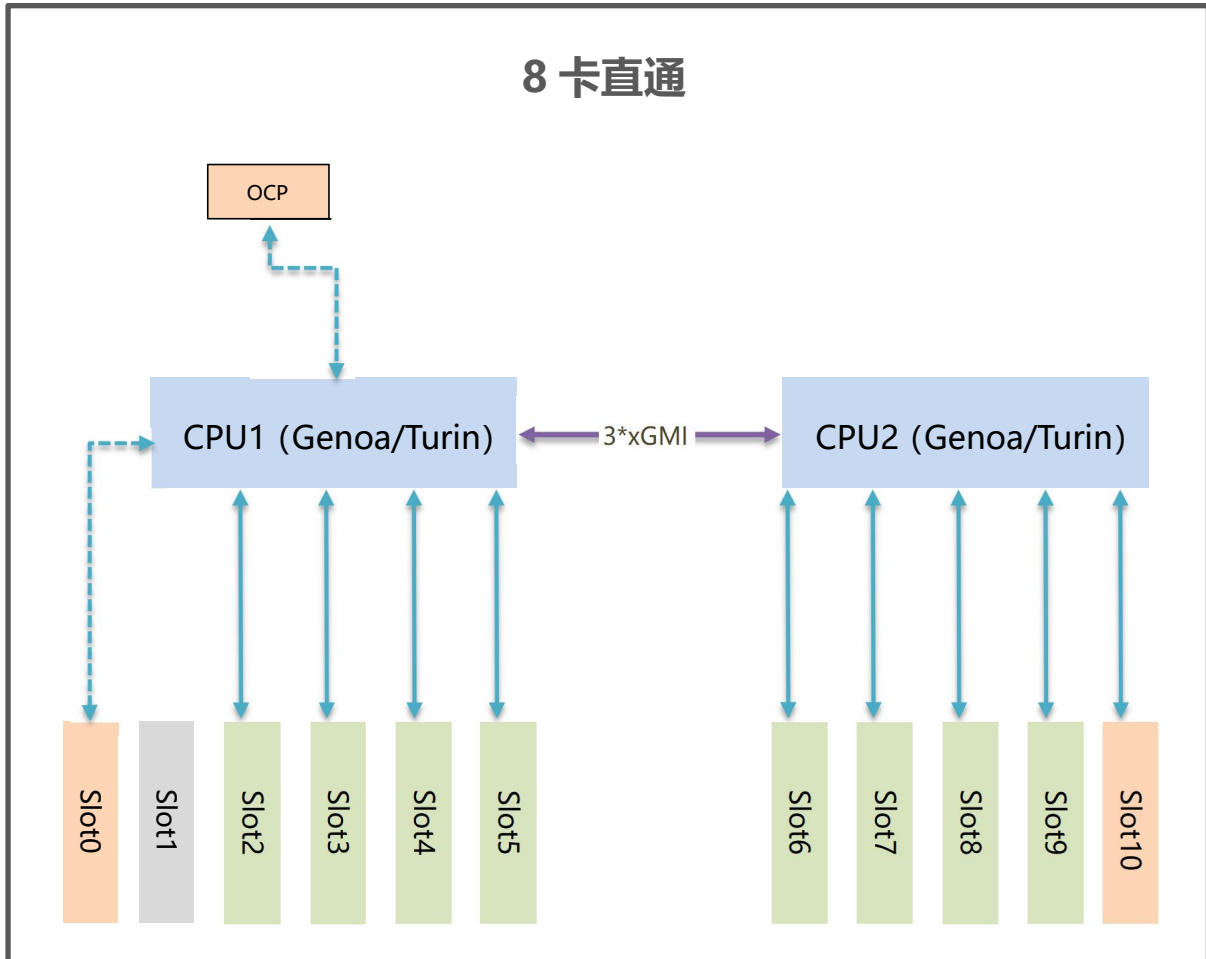 8 卡直通
OCP
CPU1 (Genoa/Turin)
3*xGMI
CPU2 (Genoa/Turin)
Slot0
Slot1
Slot2
Slot3
Slot4
Slot5
Slot6
Slot7
Slot8
Slot9
Slot10